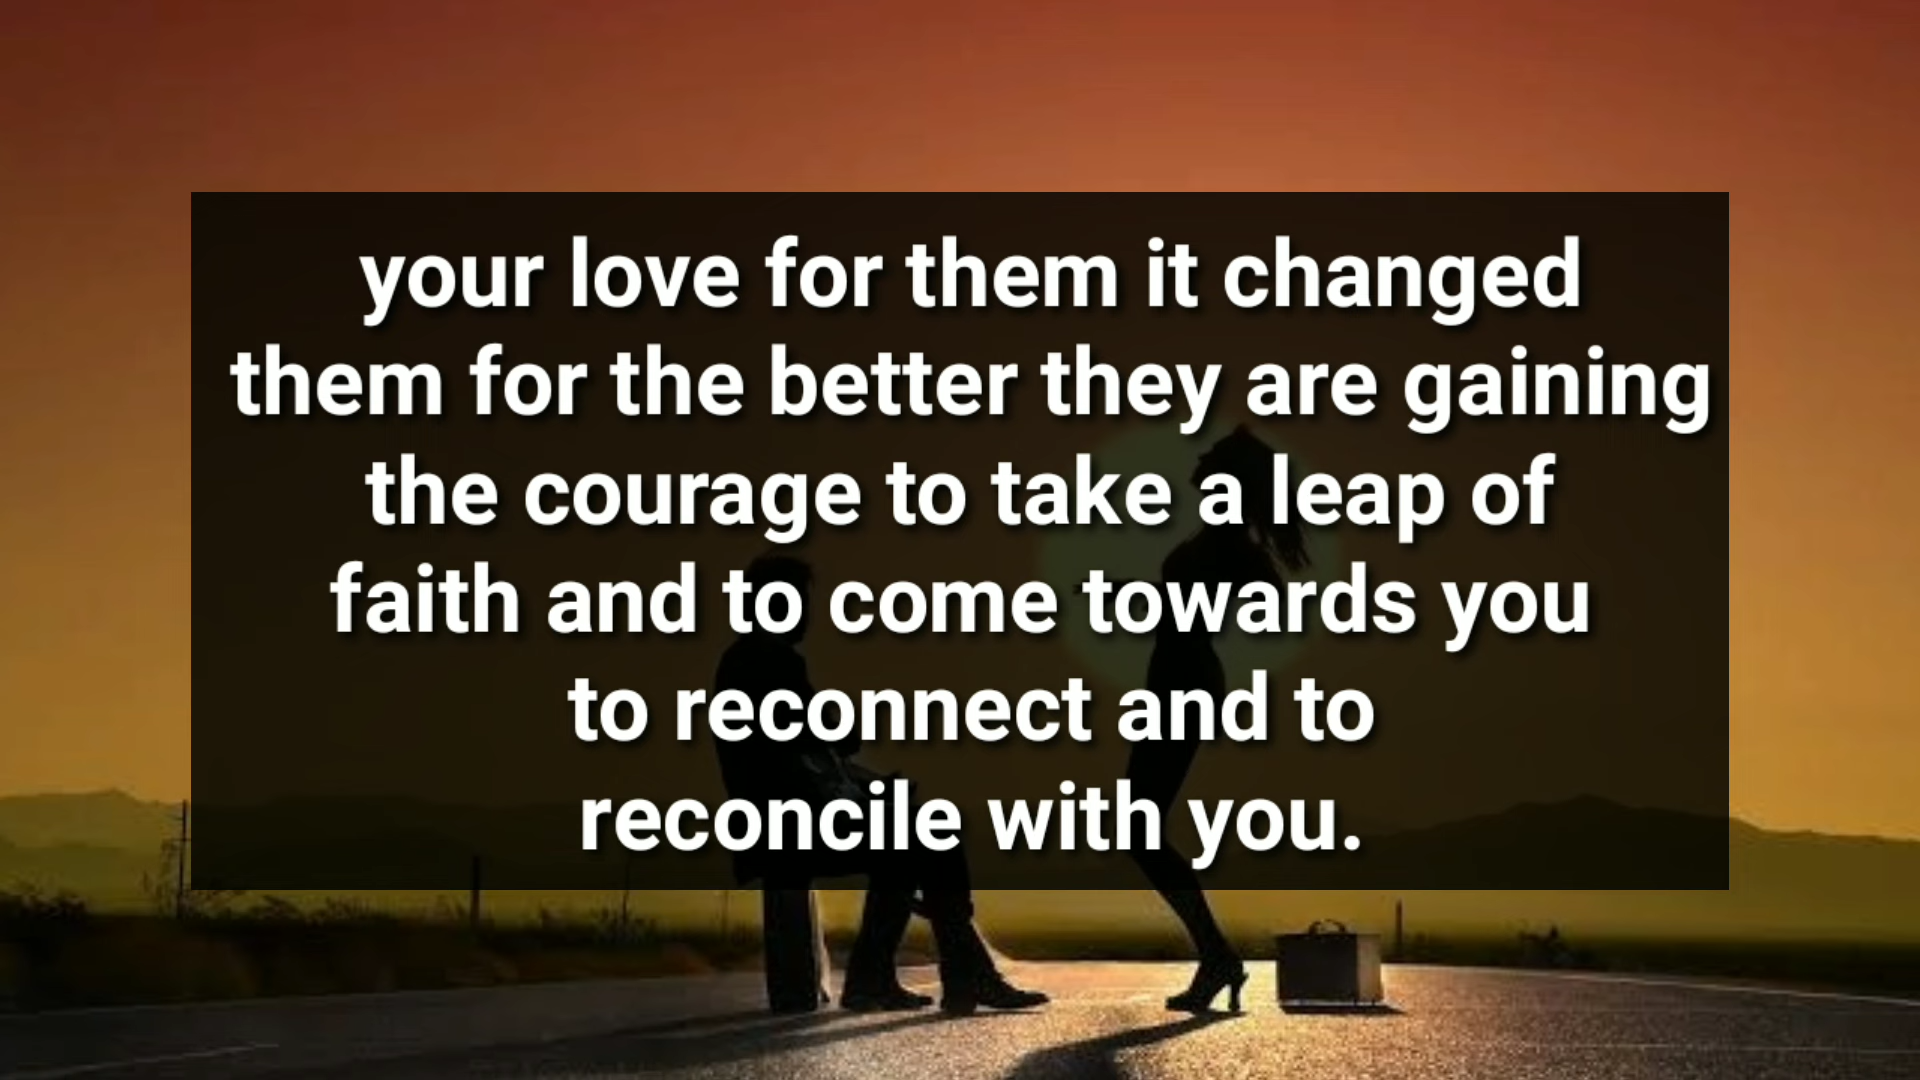 your love for them it changed
them for the better they are gaining
the courage to take a leap of
faith and to come towards you
to reconnect and to
reconcile with you.